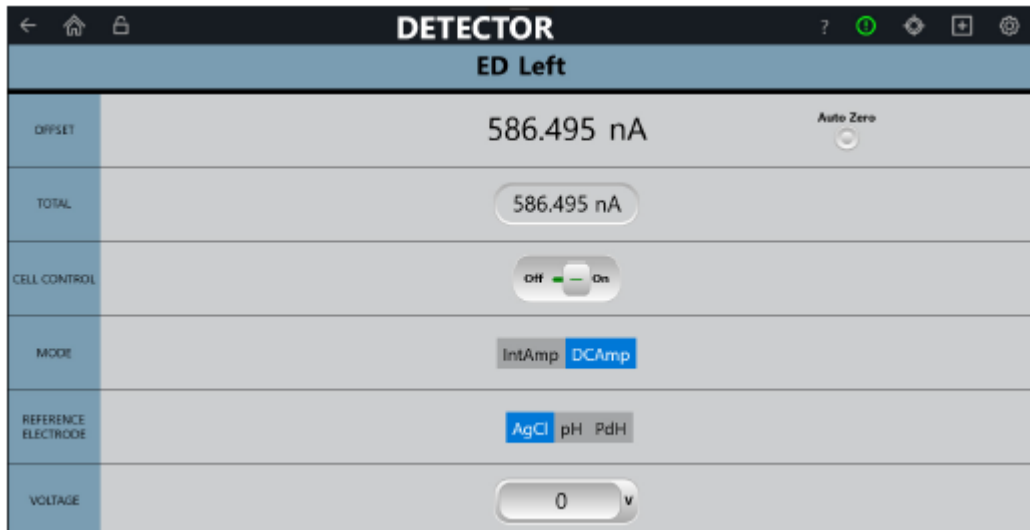 DETECTOR
?
ED Left
OFFSET
586.495 nA
Auto Zero
TOTAL
586.495 nA
CELL CONTROL
Off On
MODE
IntAmp DCAmp
REFERENCE
ELECTRODE
AgCl pH PdH
VOLTAGE
0 V